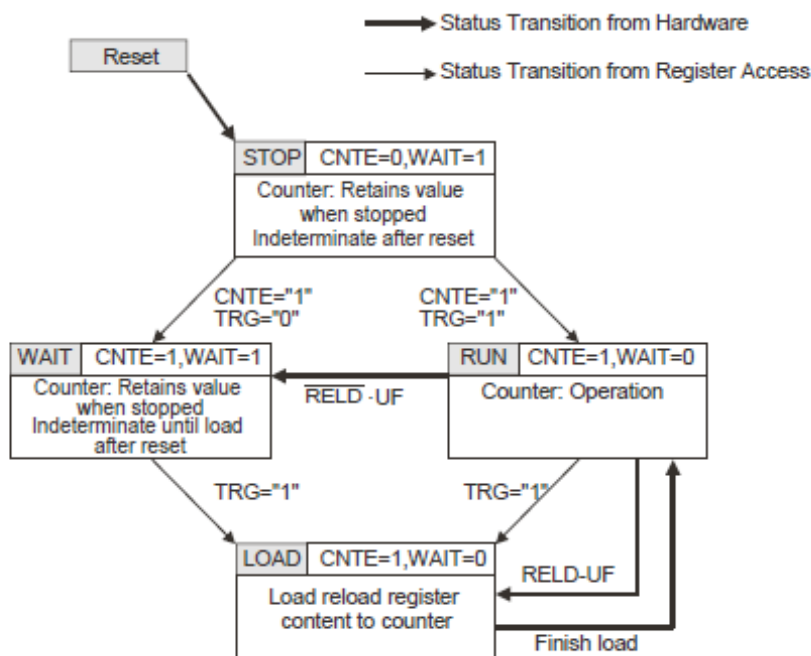 Status Transition from Hardware
Reset
Status Transition from Register Access
STOP CNTE=0,WAIT=1
Counter: Retains value
when stopped
Indeterminate after reset
CNTE="1"
TRG="0"
CNTE="1"
TRG="1"
WAIT CNTE=1,WAIT=1
Counter: Retains value
when stopped
Indeterminate until load
after reset
R̅E̅L̅D̅ -UF
RUN CNTE=1,WAIT=0
Counter: Operation
TRG="1"
TRG="1"
LOAD CNTE=1,WAIT=0
Load reload register
content to counter
RELD-UF
Finish load